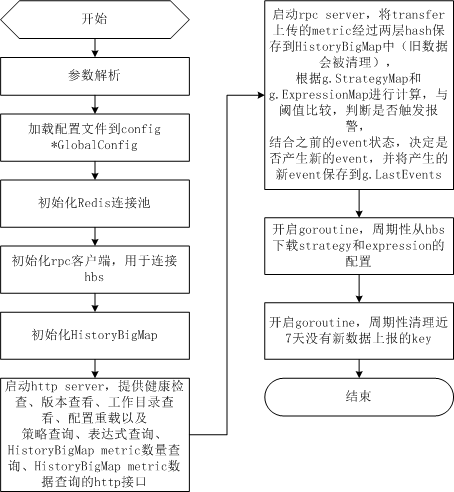 开始
参数解析
加载配置文件到config
*GlobalConfig
初始化Redis连接池
初始化rpc客户端，用于连接
hbs
初始化HistoryBigMap
启动http server，提供健康检
查、版本查看、工作目录查
看、配置重载以及
策略查询、表达式查询、
HistoryBigMap metric数量查
询、HistoryBigMap metric数
据查询的http接口
启动rpc server，将transfer
上传的metric经过两层hash保
存到HistoryBigMap中（旧数据
会被清理），
根据g.StrategyMap和
g.ExpressionMap进行计算，与
阈值比较，判断是否触发报
警，
结合之前的event状态，决定是
否产生新的event，并将产生的
新event保存到g.LastEvents
开启goroutine，周期性从hbs
下载strategy和expression的
配置
开启goroutine，周期性清理近
7天没有新数据上报的key
结束